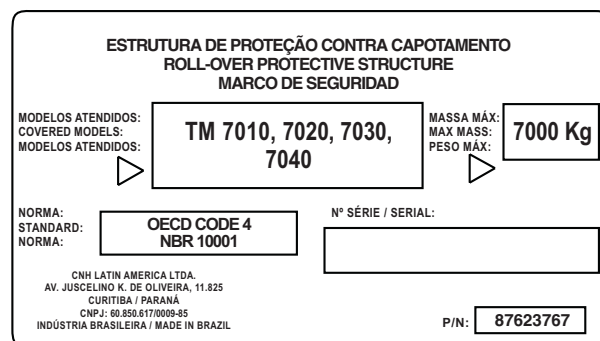 ESTRUTURA DE PROTEÇÃO CONTRA CAPOTAMENTO
ROLL-OVER PROTECTIVE STRUCTURE
MARCO DE SEGURIDAD
MODELOS ATENDIDOS:
COVERED MODELS:
MODELOS ATENDIDOS:
TM 7010, 7020, 7030,
7040
MASSA MÁX:
MAX MASS:
PESO MÁX:
7000 Kg
NORMA:
STANDARD:
NORMA:
OECD CODE 4
NBR 10001
Nº SÉRIE / SERIAL:
CNH LATIN AMERICA LTDA.
AV. JUSCELINO K. DE OLIVEIRA, 11.825
CURITIBA / PARANÁ
CNPJ: 60.850.617/0009-85
INDÚSTRIA BRASILEIRA / MADE IN BRAZIL
P/N: 87623767